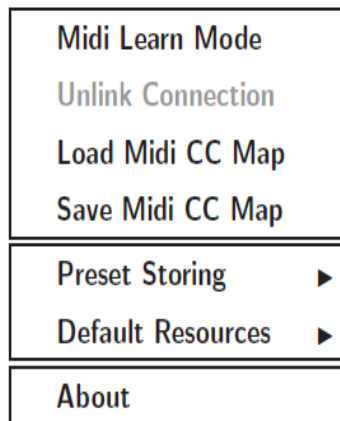 Midi Learn Mode
Unlink Connection
Load Midi CC Map
Save Midi CC Map
Preset Storing
Default Resources
About